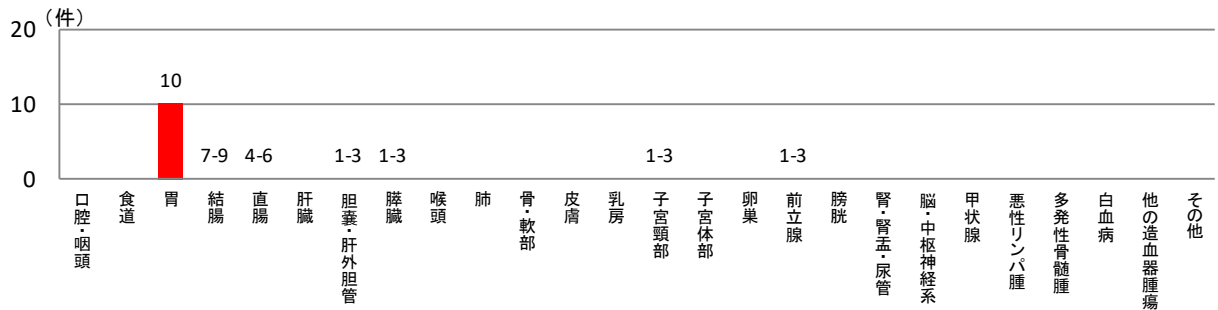 (件)
20
10
0
10
7-9
4-6
1-3
1-3
1-3
1-3
口腔・咽頭
食道
胃
結腸
直腸
肝臓
胆嚢・肝外胆管
膵臓
喉頭
肺
骨・軟部
皮膚
乳房
子宮頸部
子宮体部
卵巣
前立腺
膀胱
腎・腎盂・尿管
脳・中枢神経系
甲状腺
悪性リンパ腫
多発性骨髄腫
白血病
他の造血器腫瘍
その他